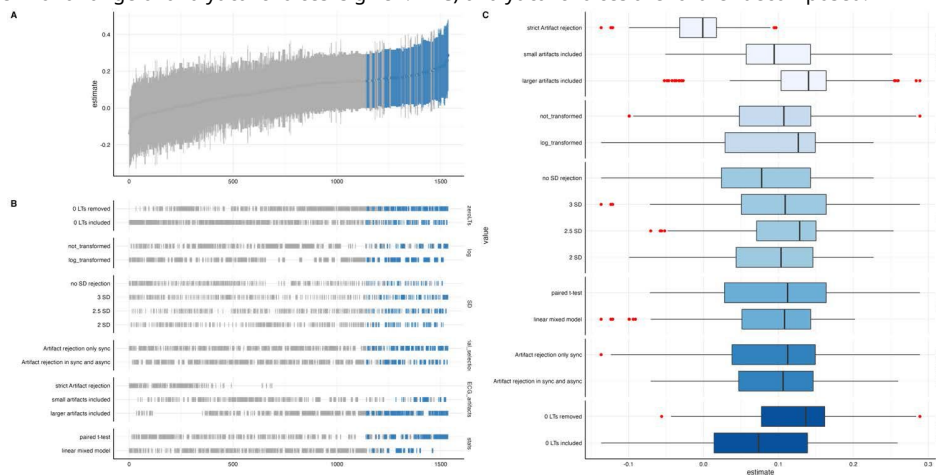 A
0.4
0.2
0.0
-0.2
estimate
0
500
1000
1500
B
0 LTs removed
0 LTs included
zeroLTs
not_transformed
log_transformed
log
no SD rejection
3 SD
2.5 SD
2 SD
SD
Artifact rejection only sync
Artifact rejection in sync and async
strict Artifact rejection
small artifacts included
larger artifacts included
ECG_artifacts
paired t-test
linear mixed model
stats
0
500
1000
1500
C
strict Artifact rejection
small artifacts included
larger artifacts included
not_transformed
log_transformed
no SD rejection
3 SD
2.5 SD
2 SD
paired t-test
linear mixed model
Artifact rejection only sync
Artifact rejection in sync and async
0 LTs removed
0 LTs included
value
-0.1
0.0
0.1
0.2
0.3
estimate